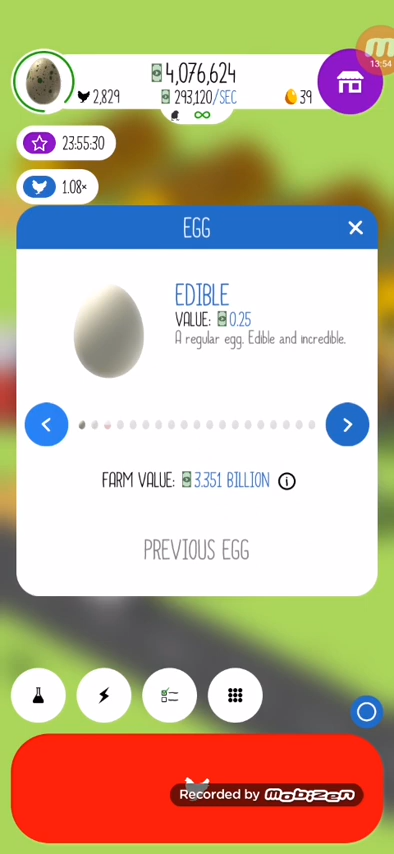 13:54
4,076,624
2,829
293,120/SEC
39
23:55:30
1.08×
EGG
EDIBLE
VALUE: 0.25
A regular egg. Edible and incredible.
FARM VALUE: 3.351 BILLION
PREVIOUS EGG
Recorded by mobizen